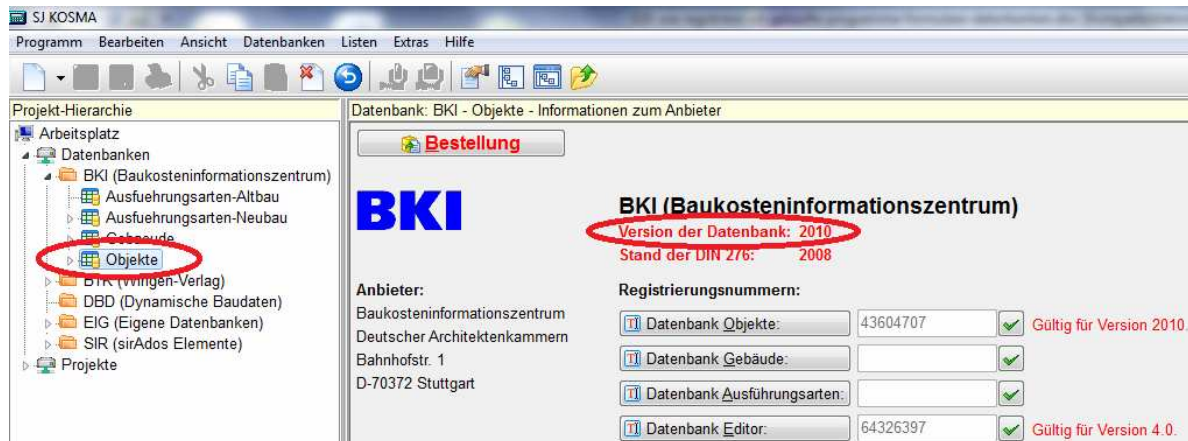 SJ KOSMA
Programm Bearbeiten Ansicht Datenbanken Listen Extras Hilfe
Projekt-Hierarchie
Arbeitsplatz
Datenbanken
BKI (Baukosteninformationszentrum)
Ausfuehrungsarten-Altbau
Ausfuehrungsarten-Neubau
Gebaeude
Objekte
BTK (Wingen-Verlag)
DBD (Dynamische Baudaten)
EIG (Eigene Datenbanken)
SIR (sirAdos Elemente)
Projekte
Datenbank: BKI - Objekte - Informationen zum Anbieter
Bestellung
BKI
BKI (Baukosteninformationszentrum)
Version der Datenbank: 2010
Stand der DIN 276: 2008
Anbieter:
Baukosteninformationszentrum
Deutscher Architektenkammern
Bahnhofstr. 1
D-70372 Stuttgart
Registrierungsnummern:
Datenbank Objekte: 43604707 Gültig für Version 2010.
Datenbank Gebäude:
Datenbank Ausführungsarten:
Datenbank Editor: 64326397 Gültig für Version 4.0.